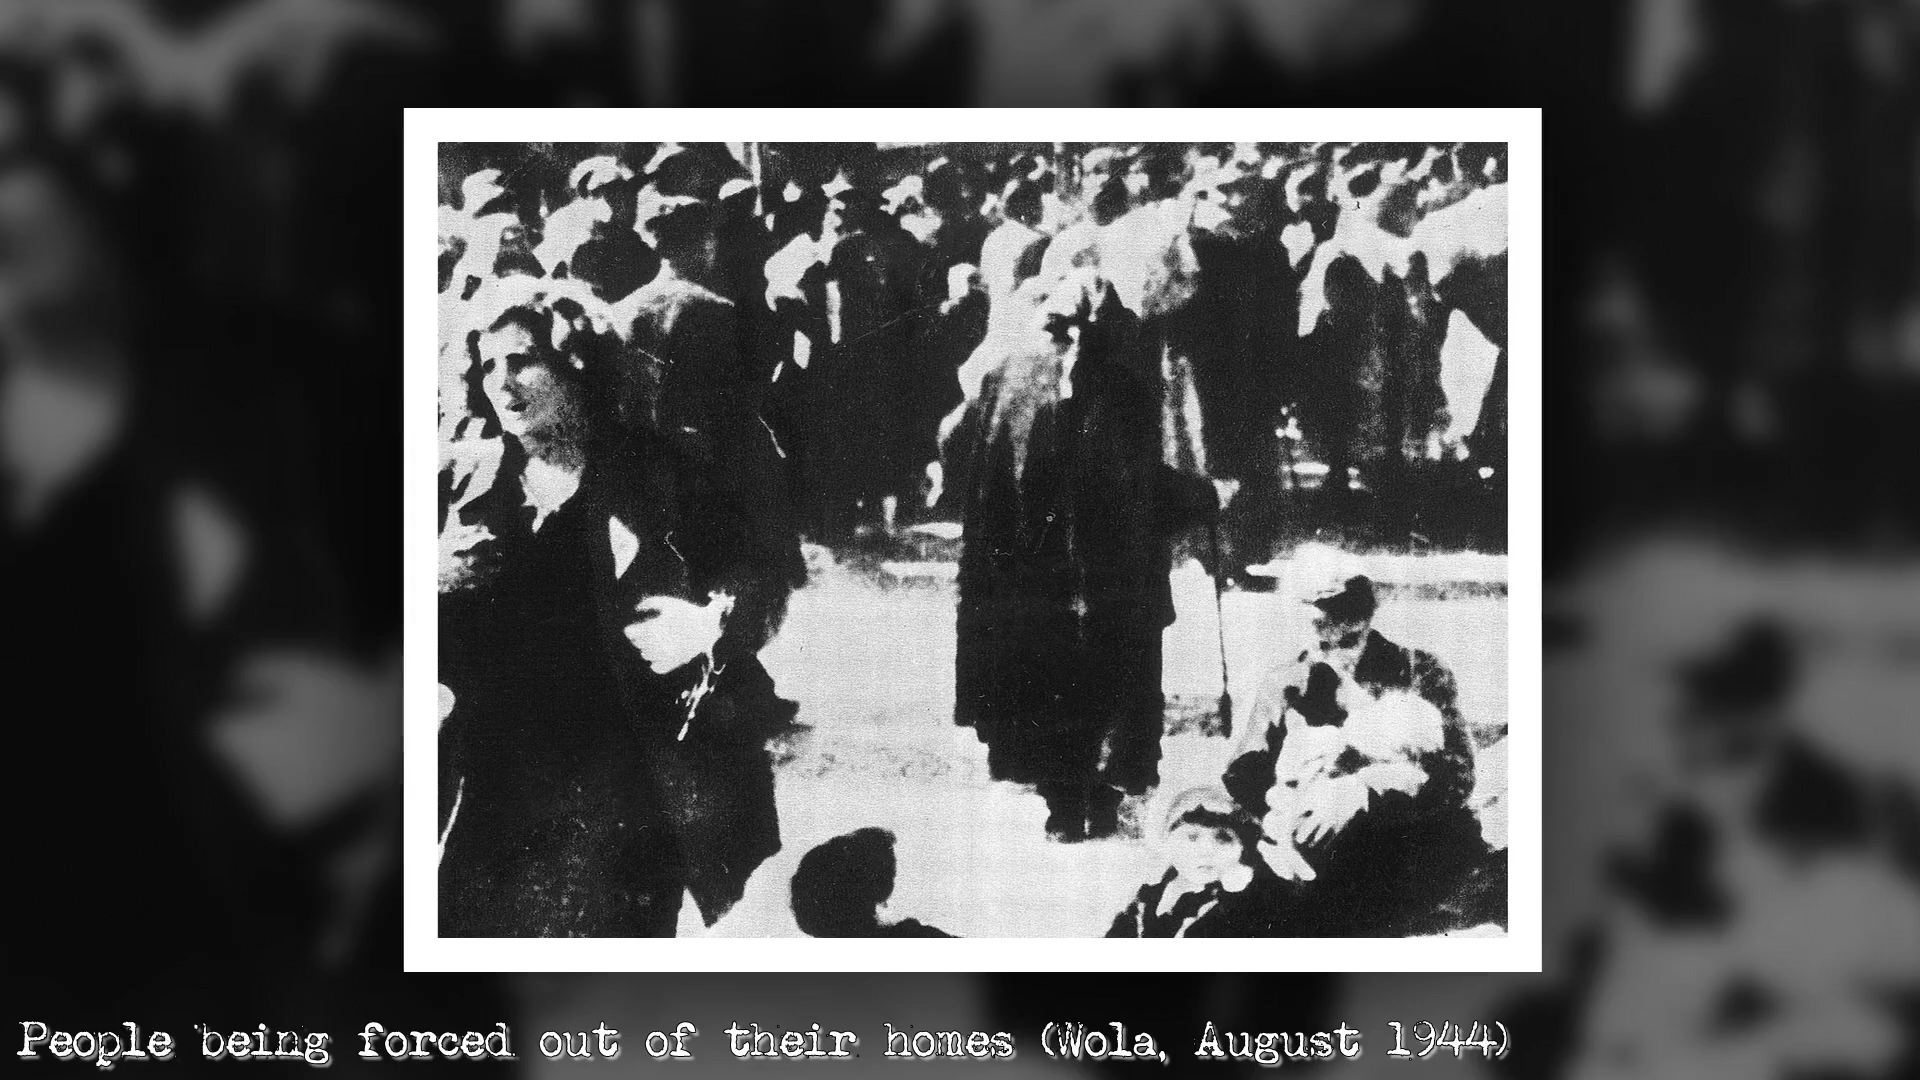 People being forced out of their homes (Wola, August 1944)